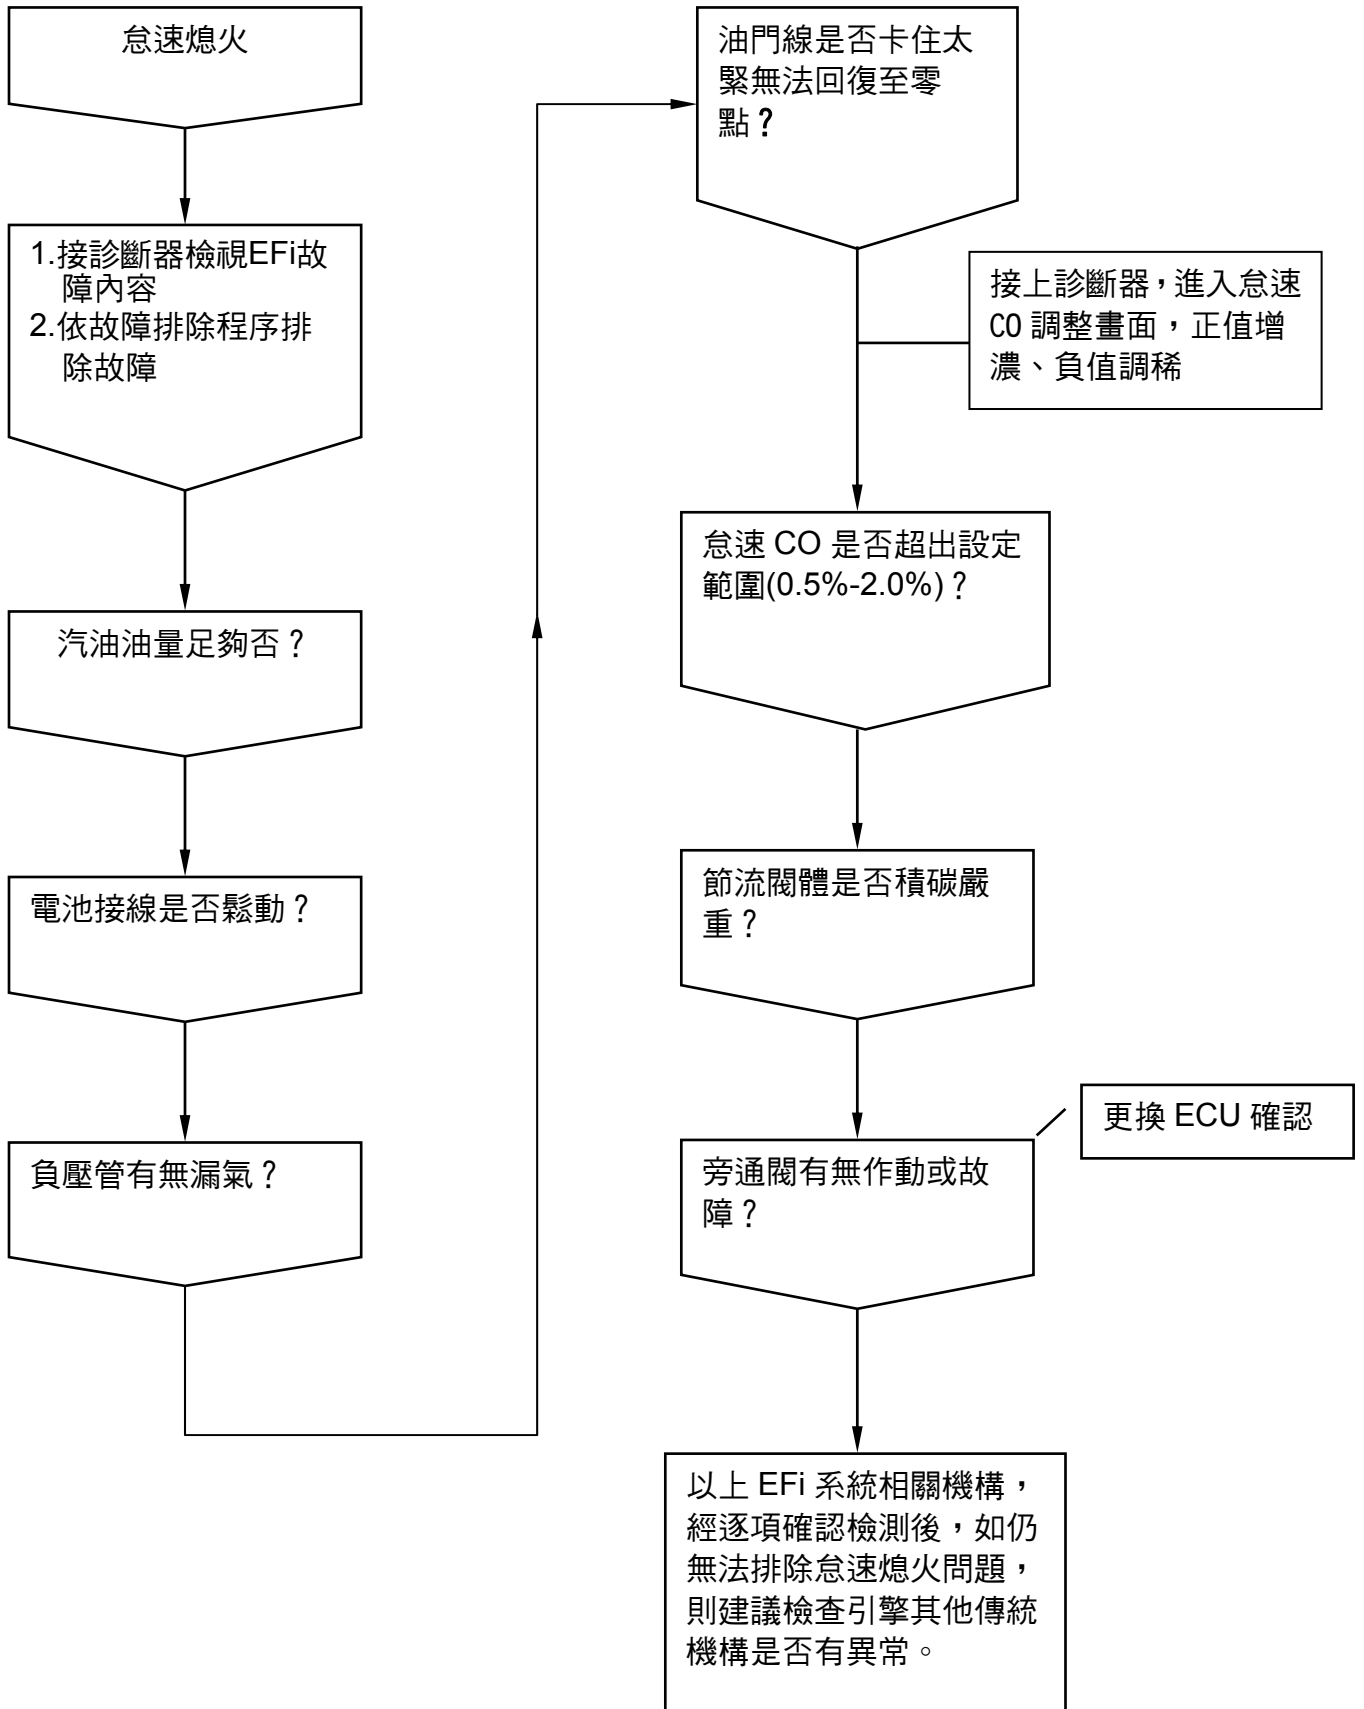 怠速熄火
1.接診斷器檢視EFi故
障內容
2.依故障排除程序排
除故障
汽油油量足夠否？
電池接線是否鬆動？
負壓管有無漏氣？
油門線是否卡住太
緊無法回復至零
點？
接上診斷器，進入怠速
CO 調整畫面，正值增
濃、負值調稀
怠速 CO 是否超出設定
範圍(0.5%-2.0%)？
節流閥體是否積碳嚴
重？
更換 ECU 確認
旁通閥有無作動或故
障？
以上 EFi 系統相關機構，
經逐項確認檢測後，如仍
無法排除怠速熄火問題，
則建議檢查引擎其他傳統
機構是否有異常。